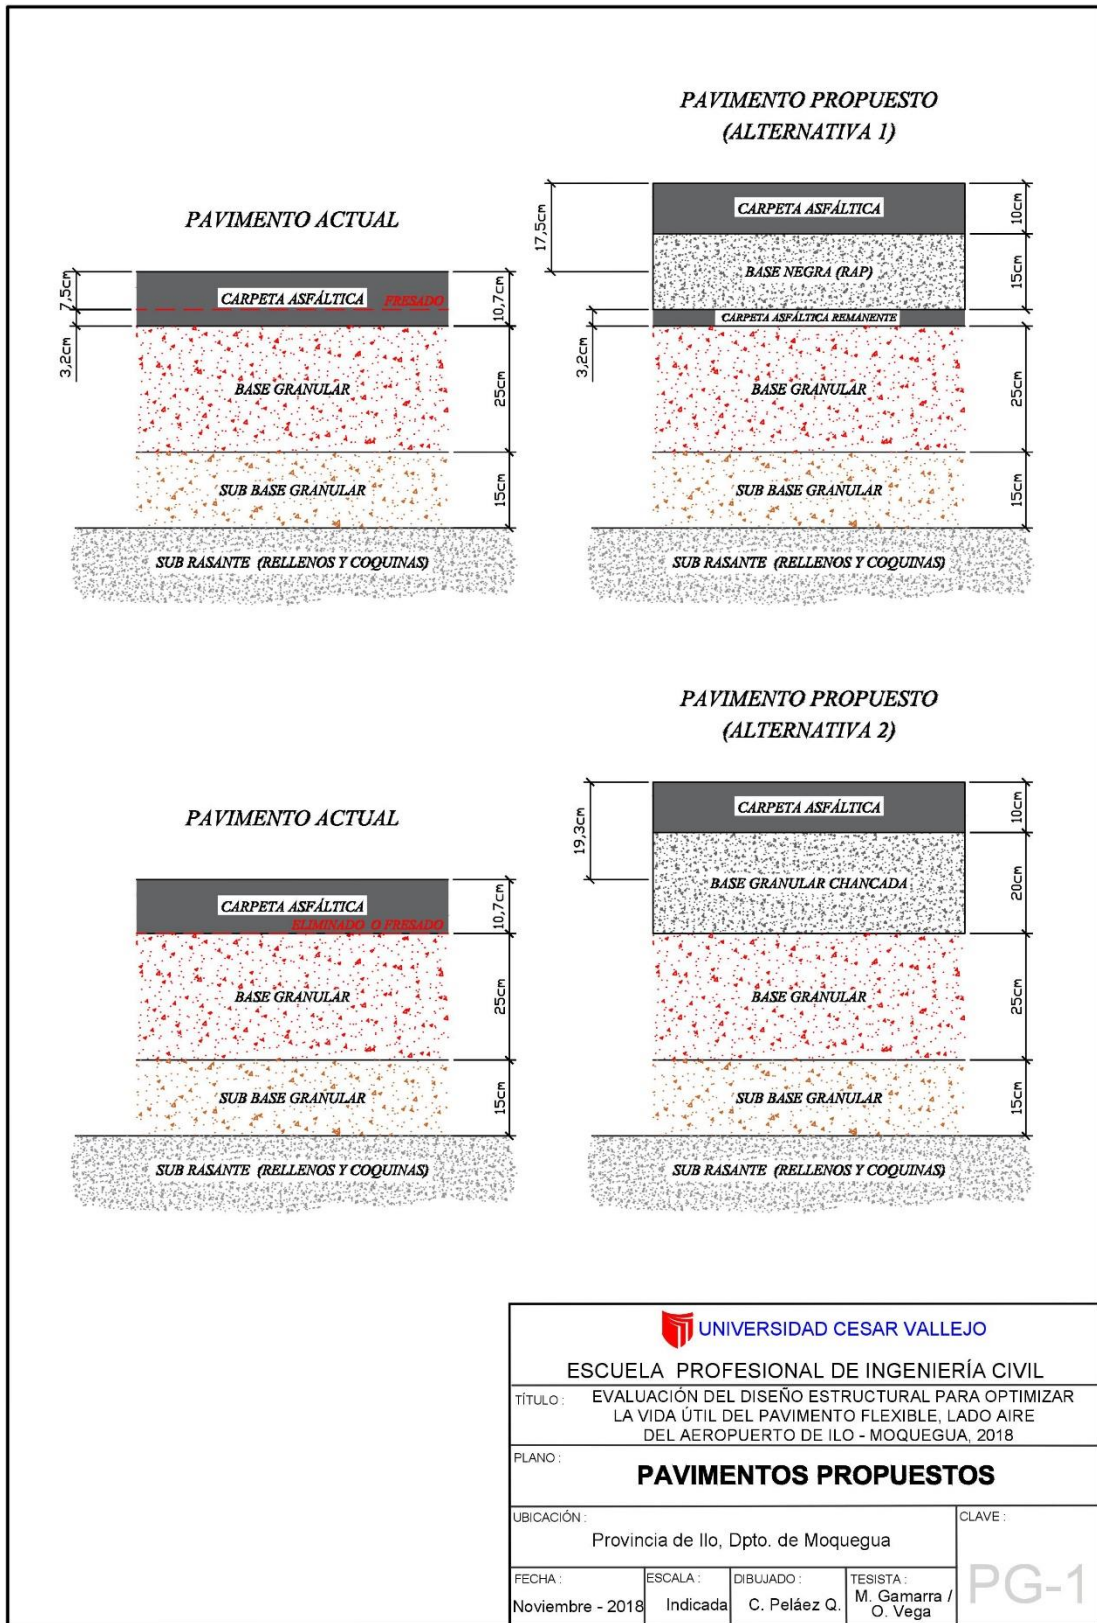 PAVIMENTO PROPUESTO
(ALTERNATIVA 1)
PAVIMENTO ACTUAL
7,5cm
3,2cm
CARPETA ASFÁLTICA
FRESADO
10,7cm
BASE GRANULAR
25cm
SUB BASE GRANULAR
15cm
SUB RASANTE (RELLENOS Y COQUINAS)
17,5cm
CARPETA ASFÁLTICA
10cm
BASE NEGRA (RAP)
15cm
CARPETA ASFÁLTICA REMANENTE
3,2cm
BASE GRANULAR
25cm
SUB BASE GRANULAR
15cm
SUB RASANTE (RELLENOS Y COQUINAS)
PAVIMENTO PROPUESTO
(ALTERNATIVA 2)
PAVIMENTO ACTUAL
CARPETA ASFÁLTICA
ELIMINADO O FRESADO
10,7cm
BASE GRANULAR
25cm
SUB BASE GRANULAR
15cm
SUB RASANTE (RELLENOS Y COQUINAS)
19,3cm
CARPETA ASFÁLTICA
10cm
BASE GRANULAR CHANCADA
20cm
BASE GRANULAR
25cm
SUB BASE GRANULAR
15cm
SUB RASANTE (RELLENOS Y COQUINAS)
UNIVERSIDAD CESAR VALLEJO
ESCUELA PROFESIONAL DE INGENIERÍA CIVIL
TÍTULO : EVALUACIÓN DEL DISEÑO ESTRUCTURAL PARA OPTIMIZAR
LA VIDA ÚTIL DEL PAVIMENTO FLEXIBLE, LADO AIRE
DEL AEROPUERTO DE ILO - MOQUEGUA, 2018
PLANO :
PAVIMENTOS PROPUESTOS
UBICACIÓN :
Provincia de Ilo, Dpto. de Moquegua
CLAVE :
PG-1
FECHA :
Noviembre - 2018
ESCALA :
Indicada
DIBUJADO :
C. Peláez Q.
TESISTA :
M. Gamarra /
O. Vega